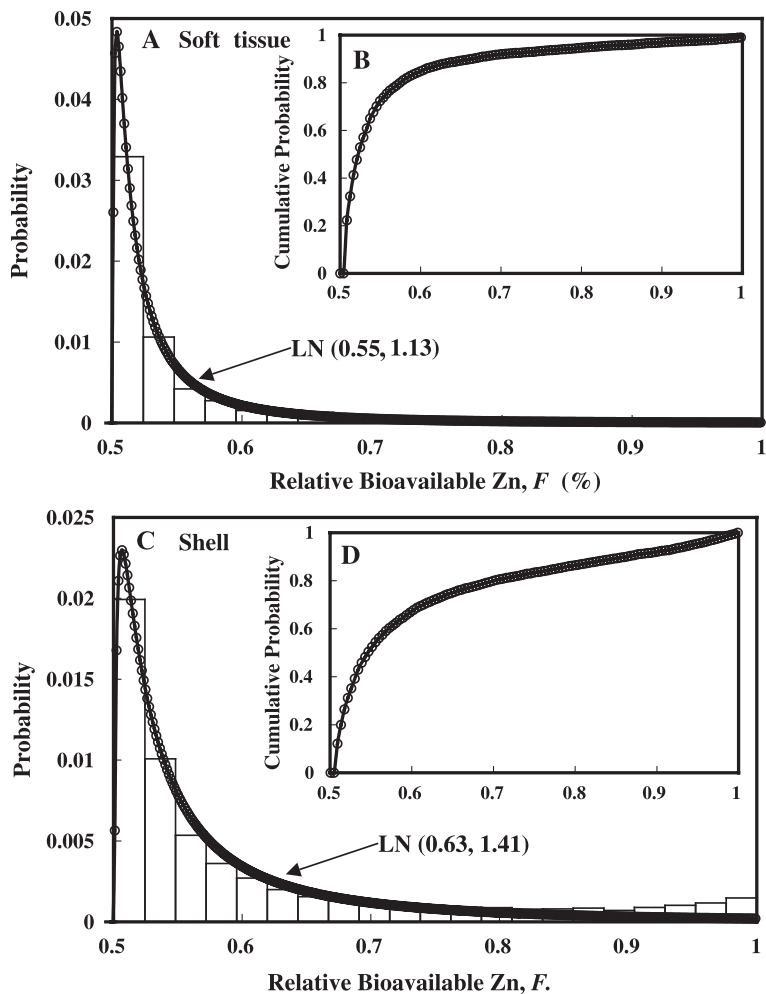 0.05
A Soft tissue
0.04
0.03
0.02
0.01
0
Probability
0.5 0.6 0.7 0.8 0.9 1
Relative Bioavailable Zn, F (%)
LN (0.55, 1.13)
B
1
0.8
0.6
0.4
0.2
0
Cumulative Probability
0.5 0.6 0.7 0.8 0.9 1
0.025
C Shell
0.02
0.015
0.01
0.005
0
Probability
0.5 0.6 0.7 0.8 0.9 1
Relative Bioavailable Zn, F.
LN (0.63, 1.41)
D
1
0.8
0.6
0.4
0.2
0
Cumulative Probability
0.5 0.6 0.7 0.8 0.9 1